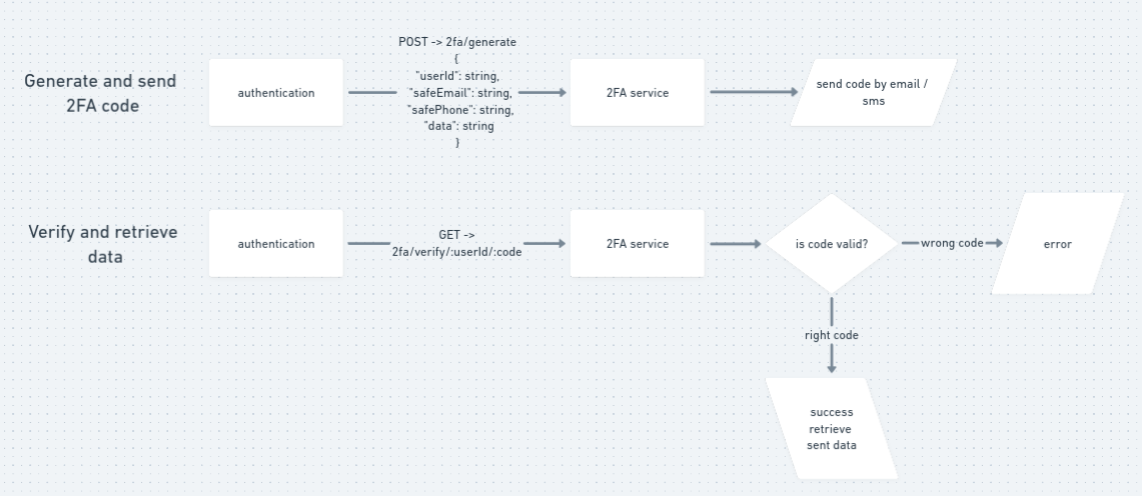 Generate and send
2FA code
authentication
POST -> 2fa/generate
{
"userId": string,
"safeEmail": string,
"safePhone": string,
"data": string
}
2FA service
send code by email /
sms
Verify and retrieve
data
authentication
GET ->
2fa/verify/:userId/:code
2FA service
is code valid?
wrong code
error
right code
success
retrieve
sent data